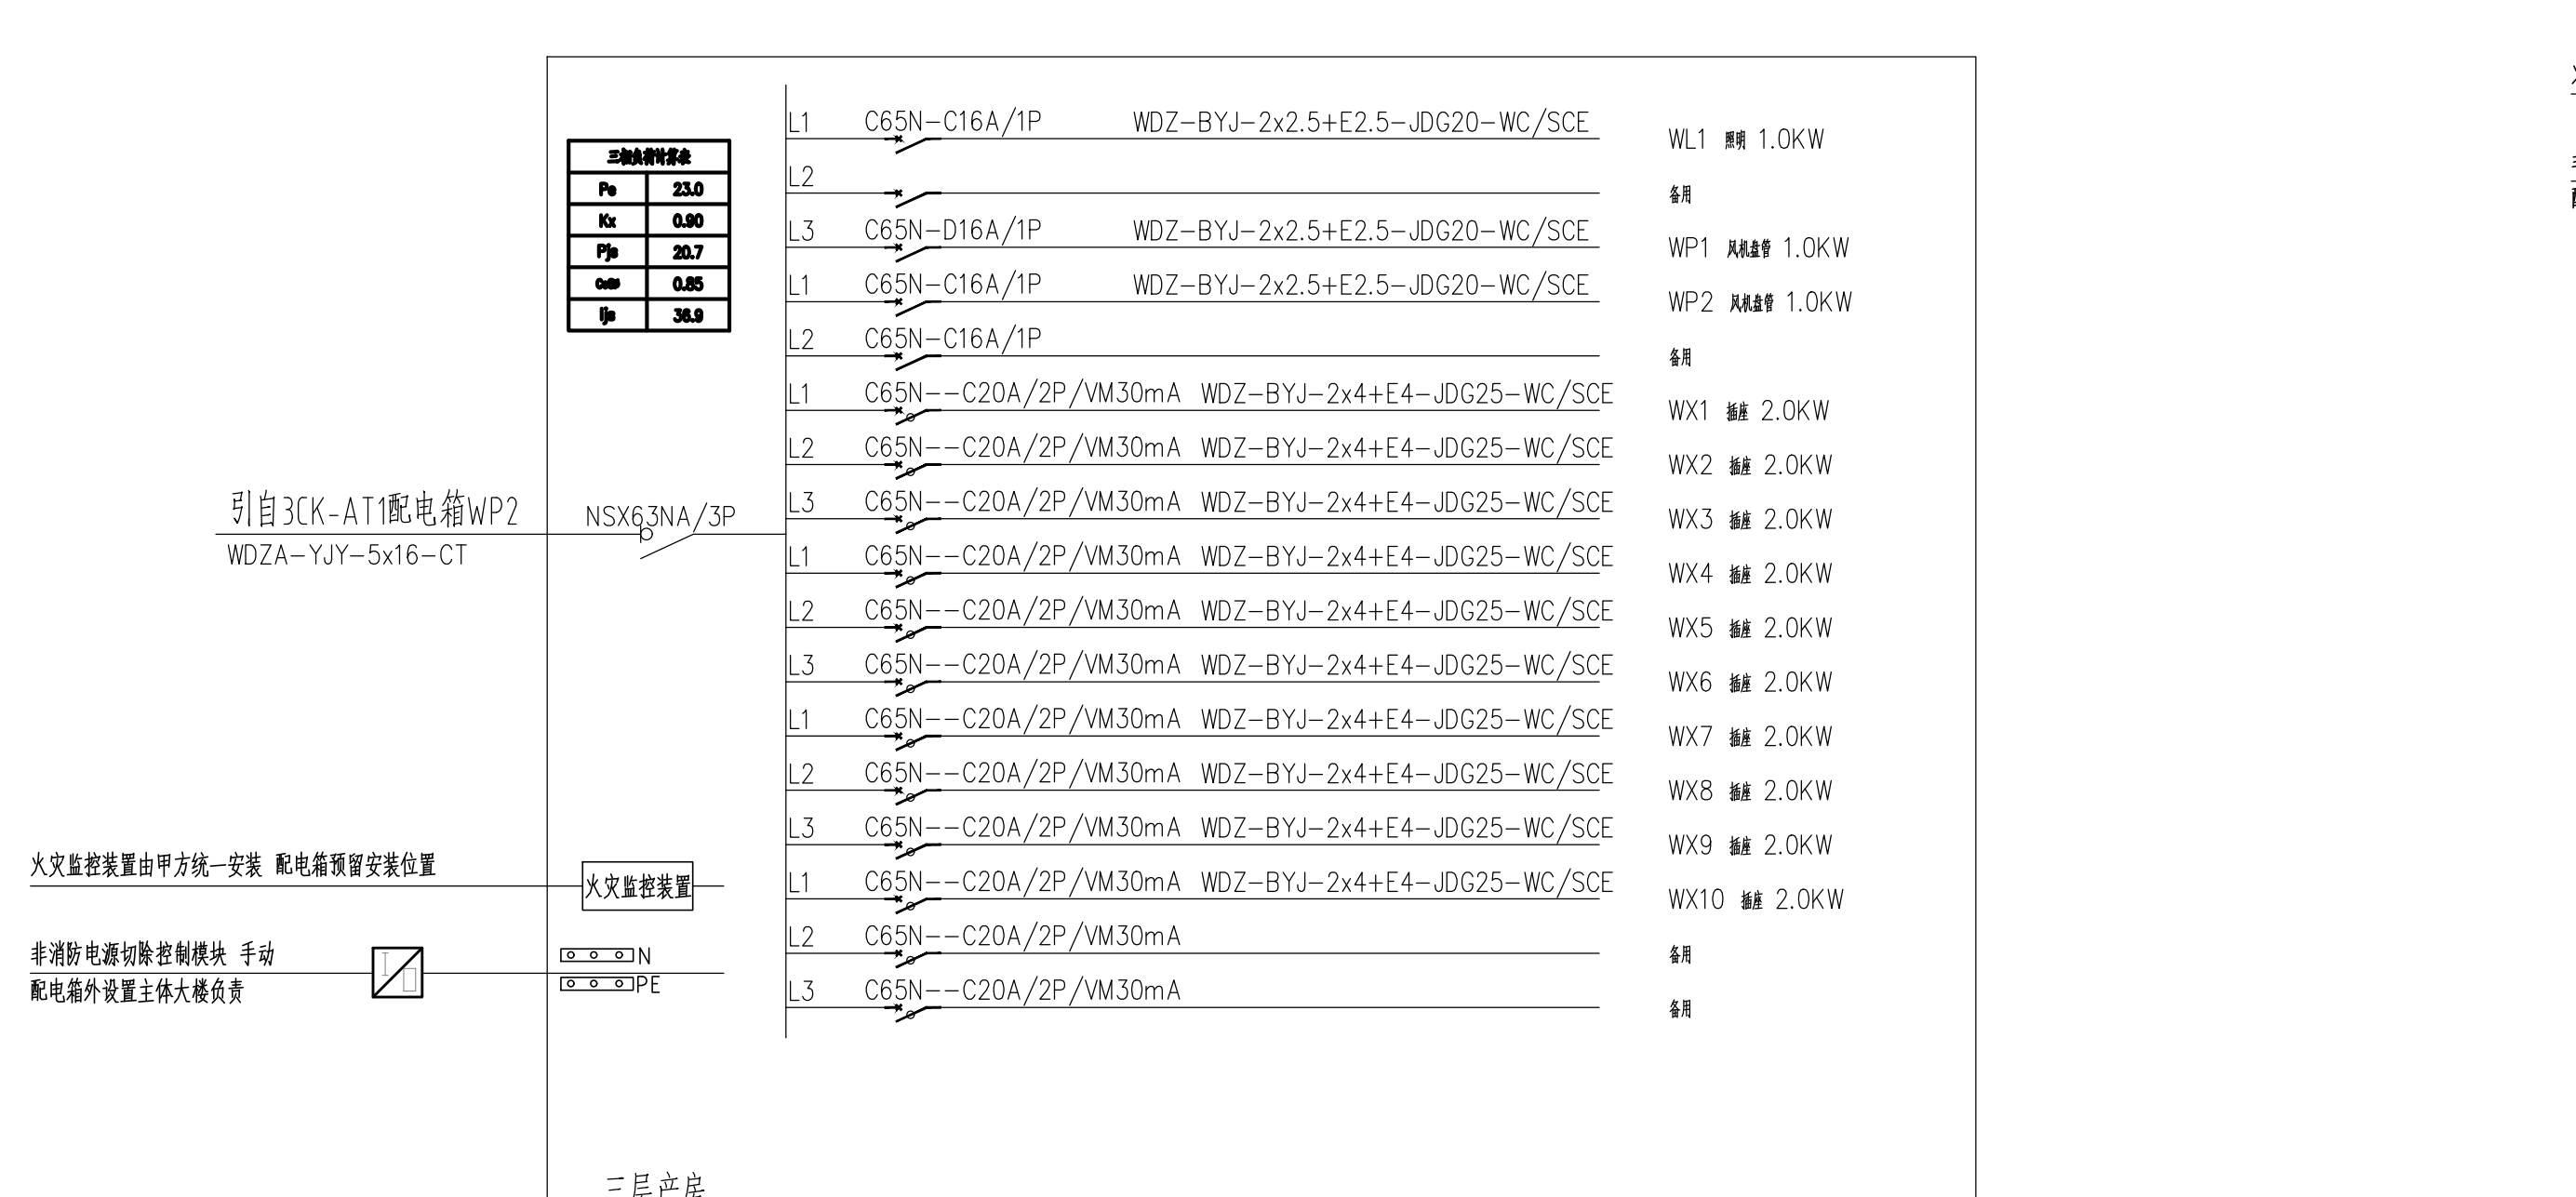 L1 C65N-C16A/1P WDZ-BYJ-2x2.5+E2.5-JDG20-WC/SCE WL1 照明 1.0KW
三相负荷计算表
Pe 23.0
Kx 0.90
Pjs 20.7
CosØ 0.85
Ijs 36.9
L2 备用
L3 C65N-D16A/1P WDZ-BYJ-2x2.5+E2.5-JDG20-WC/SCE WP1 风机盘管 1.0KW
L1 C65N-C16A/1P WDZ-BYJ-2x2.5+E2.5-JDG20-WC/SCE WP2 风机盘管 1.0KW
L2 C65N-C16A/1P 备用
L1 C65N--C20A/2P/VM30mA WDZ-BYJ-2x4+E4-JDG25-WC/SCE WX1 插座 2.0KW
L2 C65N--C20A/2P/VM30mA WDZ-BYJ-2x4+E4-JDG25-WC/SCE WX2 插座 2.0KW
L3 C65N--C20A/2P/VM30mA WDZ-BYJ-2x4+E4-JDG25-WC/SCE WX3 插座 2.0KW
引自3CK-AT1配电箱WP2 NSX63NA/3P
WDZA-YJY-5x16-CT
L1 C65N--C20A/2P/VM30mA WDZ-BYJ-2x4+E4-JDG25-WC/SCE WX4 插座 2.0KW
L2 C65N--C20A/2P/VM30mA WDZ-BYJ-2x4+E4-JDG25-WC/SCE WX5 插座 2.0KW
L3 C65N--C20A/2P/VM30mA WDZ-BYJ-2x4+E4-JDG25-WC/SCE WX6 插座 2.0KW
L1 C65N--C20A/2P/VM30mA WDZ-BYJ-2x4+E4-JDG25-WC/SCE WX7 插座 2.0KW
L2 C65N--C20A/2P/VM30mA WDZ-BYJ-2x4+E4-JDG25-WC/SCE WX8 插座 2.0KW
L3 C65N--C20A/2P/VM30mA WDZ-BYJ-2x4+E4-JDG25-WC/SCE WX9 插座 2.0KW
火灾监控装置由甲方统一安装 配电箱预留安装位置
火灾监控装置
L1 C65N--C20A/2P/VM30mA WDZ-BYJ-2x4+E4-JDG25-WC/SCE WX10 插座 2.0KW
非消防电源切除控制模块 手动
配电箱外设置主体大楼负责
N
PE
L2 C65N--C20A/2P/VM30mA 备用
L3 C65N--C20A/2P/VM30mA 备用
三层产房